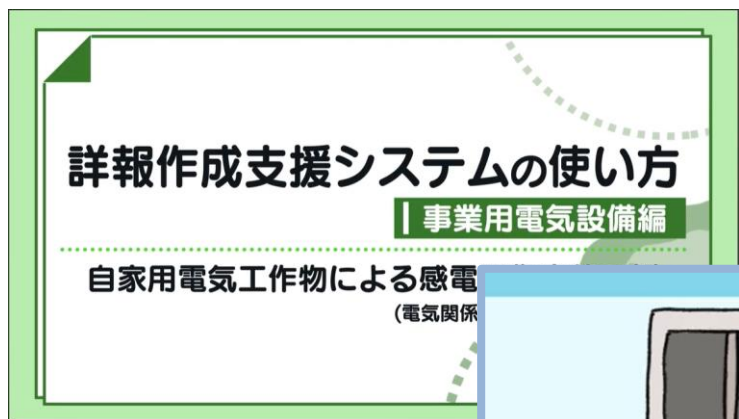 詳報作成支援システムの使い方
事業用電気設備編
自家用電気工作物による感電
(電気関係